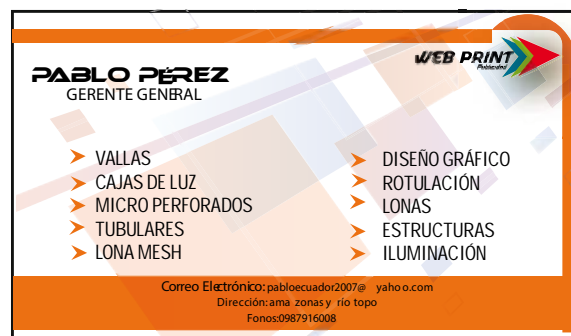 WEB PRINT
Publicidad
PABLO PÉREZ
GERENTE GENERAL
VALLAS
CAJAS DE LUZ
MICRO PERFORADOS
TUBULARES
LONA MESH
DISEÑO GRÁFICO
ROTULACIÓN
LONAS
ESTRUCTURAS
ILUMINACIÓN
Correo Electrónico: pabloecuador2007@ yahoo.com
Dirección: ama zonas y río topo
Fonos:0987916008